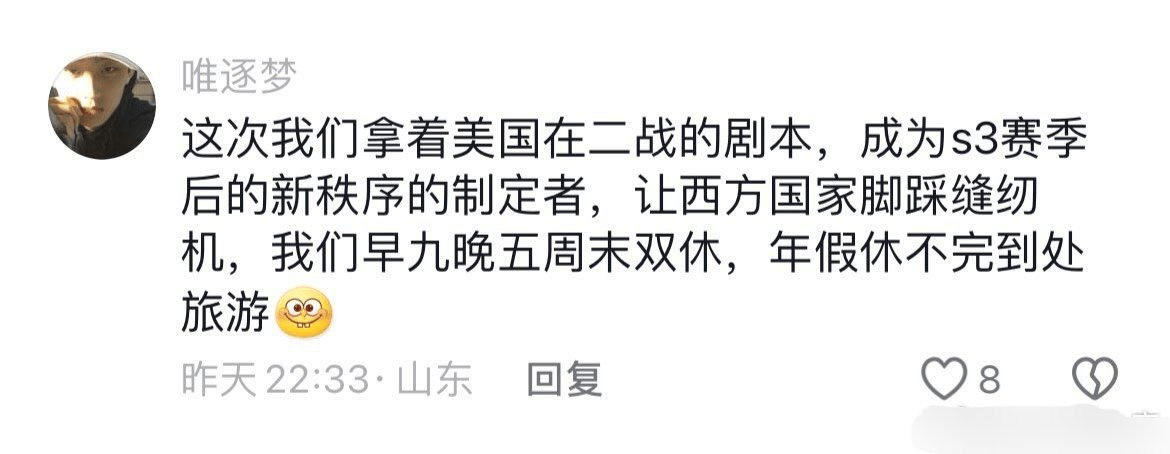 唯逐梦
这次我们拿着美国在二战的剧本，成为s3赛季
后的新秩序的制定者，让西方国家脚踩缝纫
机，我们早九晚五周末双休，年假休不完到处
旅游
昨天22:33·山东 回复 8